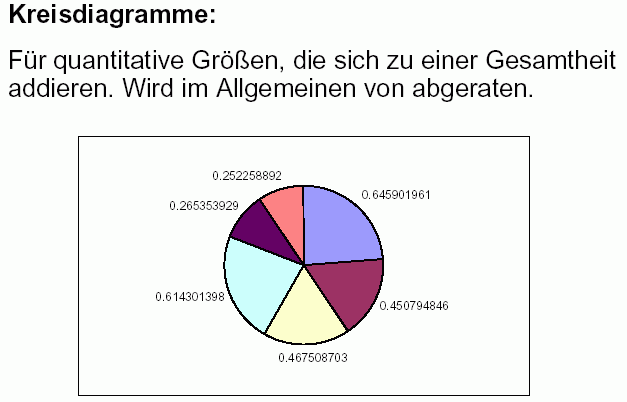 Kreisdiagramme:
Für quantitative Größen, die sich zu einer Gesamtheit
addieren. Wird im Allgemeinen von abgeraten.
0.252258892
0.645901961
0.265353929
0.614301398
0.450794846
0.467508703